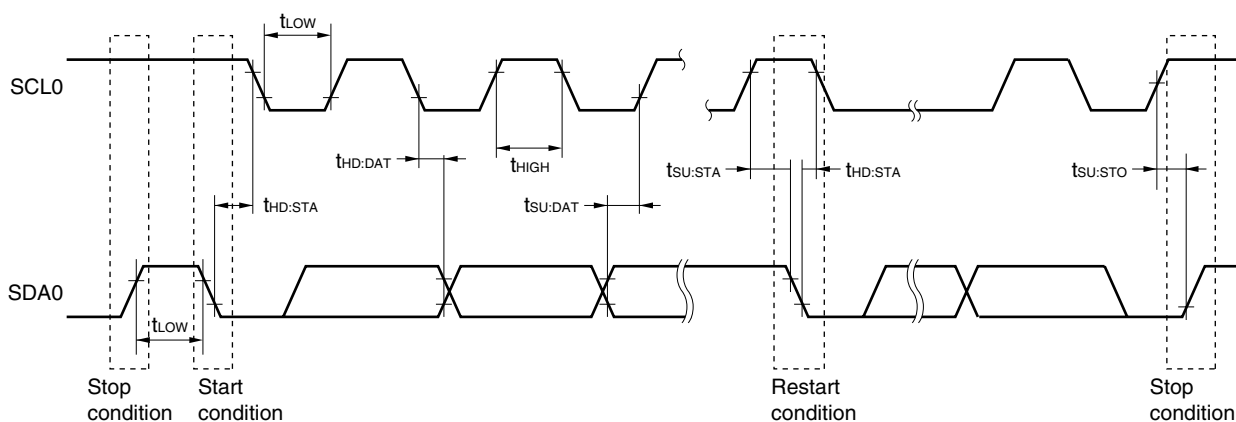 tLOW
SCL0
tHD:DAT
tHIGH
tSU:STA
tHD:STA
tSU:STO
tHD:STA
tSU:DAT
SDA0
tLOW
Stop
condition
Start
condition
Restart
condition
Stop
condition